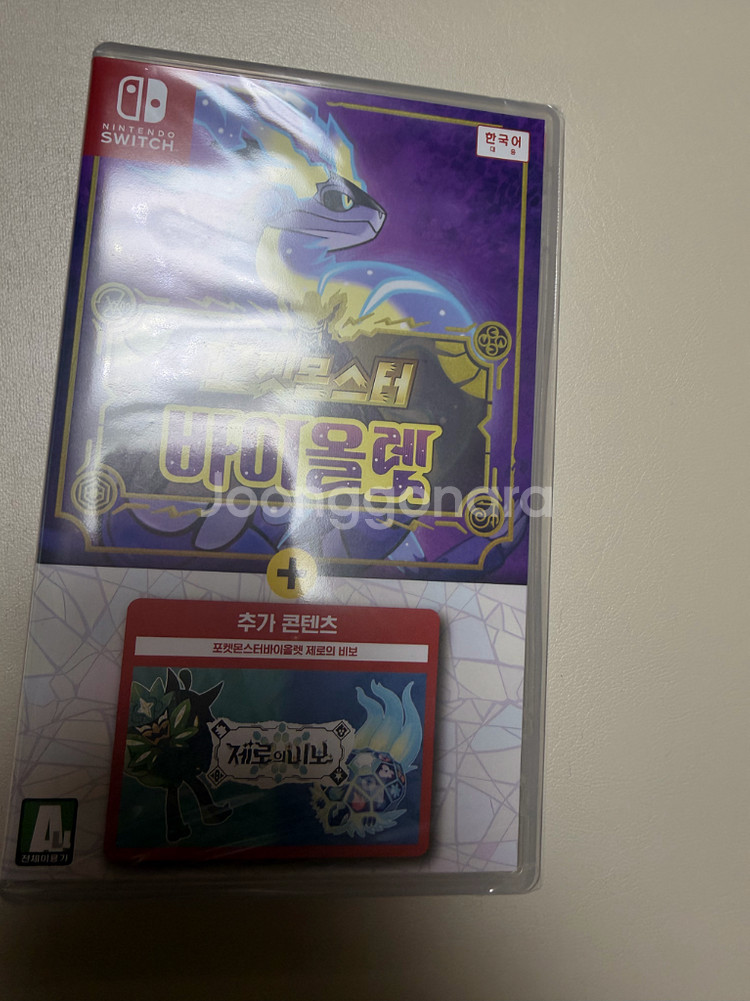 NINTENDO
SWITCH
한국어
대응
포켓몬스터
바이올렛
Joonggonara
+
추가 콘텐츠
포켓몬스터바이올렛 제로의 비보
제로의 비보
ALL
전체이용가